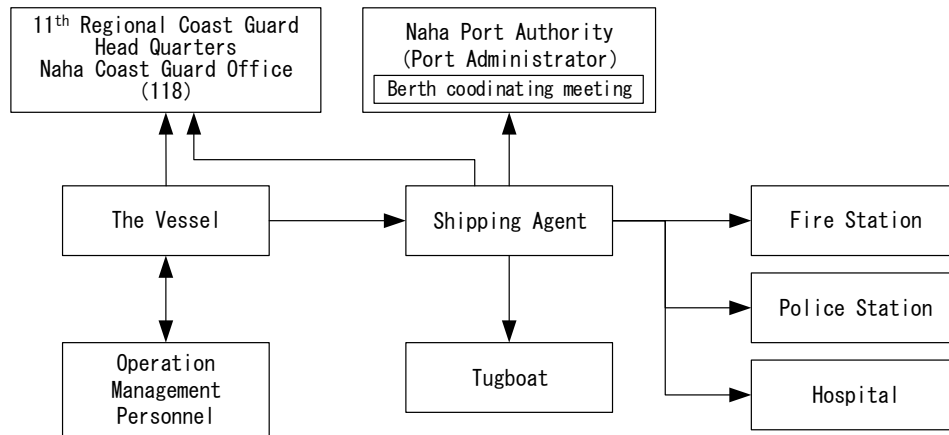 11th Regional Coast Guard
Head Quarters
Naha Coast Guard Office
(118)
Naha Port Authority
(Port Administrator)
Berth coodinating meeting
The Vessel
Shipping Agent
Fire Station
Police Station
Operation
Management
Personnel
Tugboat
Hospital